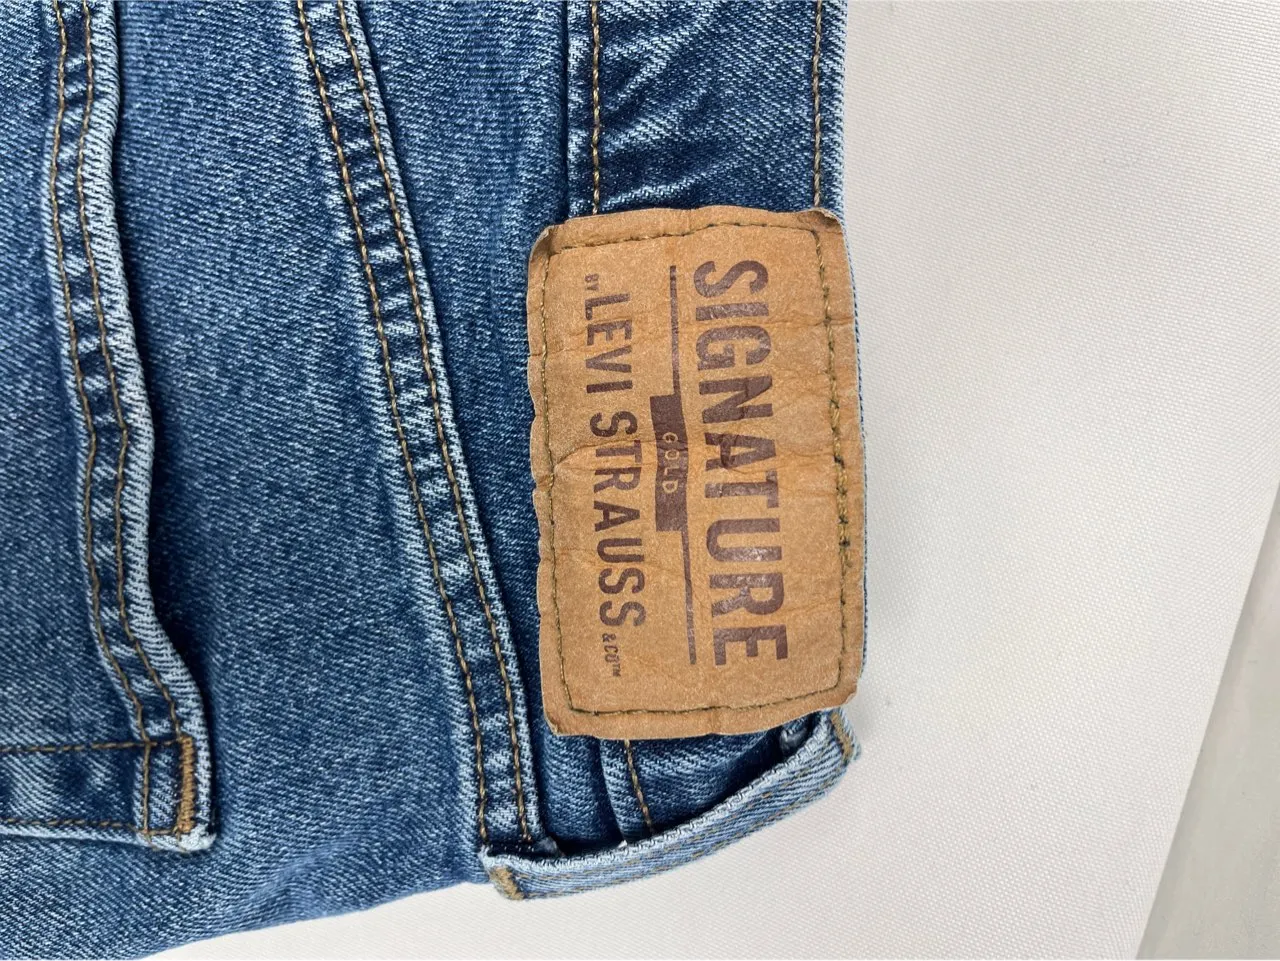 SIGNATURE
GOLD
BY LEVI STRAUSS & CO™